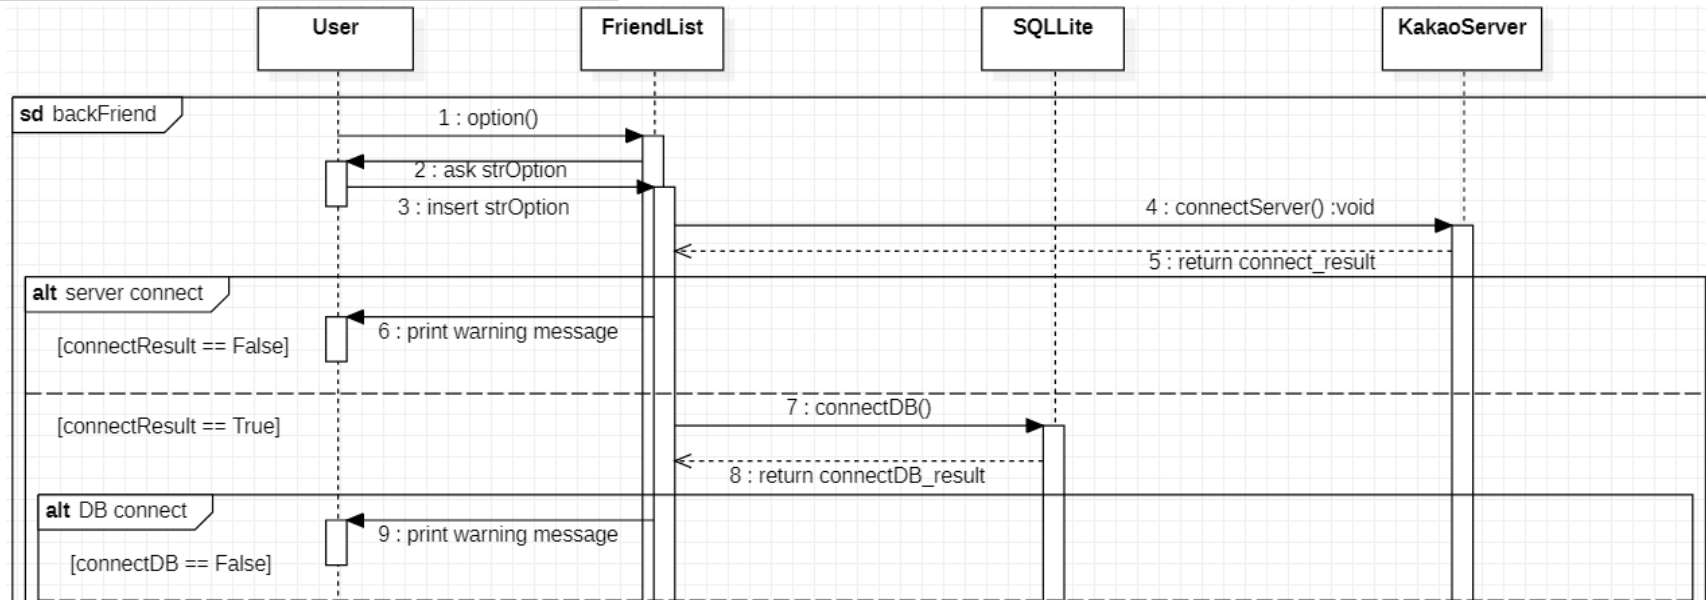 User
FriendList
SQLLite
KakaoServer
sd backFriend
1 : option()
2 : ask strOption
3 : insert strOption
4 : connectServer() :void
5 : return connect_result
alt server connect
6 : print warning message
[connectResult == False]
7 : connectDB()
[connectResult == True]
8 : return connectDB_result
alt DB connect
9 : print warning message
[connectDB == False]